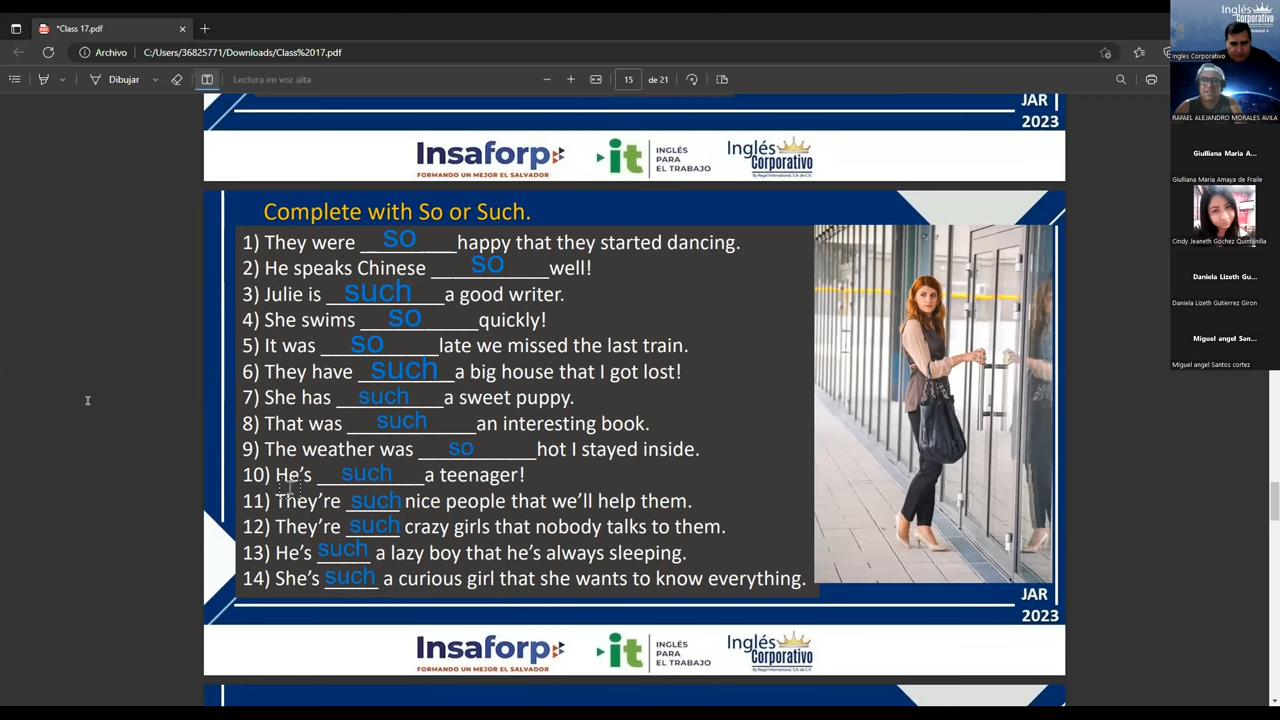 *Class 17.pdf
Archivo C:/Users/36825771/Downloads/Class%2017.pdf
Dibujar Lectura en voz alta 15 de 21
JAR
2023
Insaforp
FORMANDO UN MEJOR EL SALVADOR
it INGLÉS PARA EL TRABAJO
Inglés Corporativo
By Regal International, S.A. de C.V.
Complete with So or Such.
1) They were so happy that they started dancing.
2) He speaks Chinese so well!
3) Julie is such a good writer.
4) She swims so quickly!
5) It was so late we missed the last train.
6) They have such a big house that I got lost!
7) She has such a sweet puppy.
8) That was such an interesting book.
9) The weather was so hot I stayed inside.
10) He's such a teenager!
11) They're such nice people that we'll help them.
12) They're such crazy girls that nobody talks to them.
13) He's such a lazy boy that he's always sleeping.
14) She's such a curious girl that she wants to know everything.
JAR
2023
Insaforp
FORMANDO UN MEJOR EL SALVADOR
it INGLÉS PARA EL TRABAJO
Inglés Corporativo
By Regal International, S.A. de C.V.
Inglés Corporativo
Ingles Corporativo
RAFAEL ALEJANDRO MORALES AVILA
Giulliana Maria A...
Giulliana Maria Amaya de Fraile
Cindy Jeaneth Gochez Quintanilla
Daniela Lizeth Gu...
Daniela Lizeth Gutierrez Giron
Miguel angel San...
Miguel angel Santos cortez